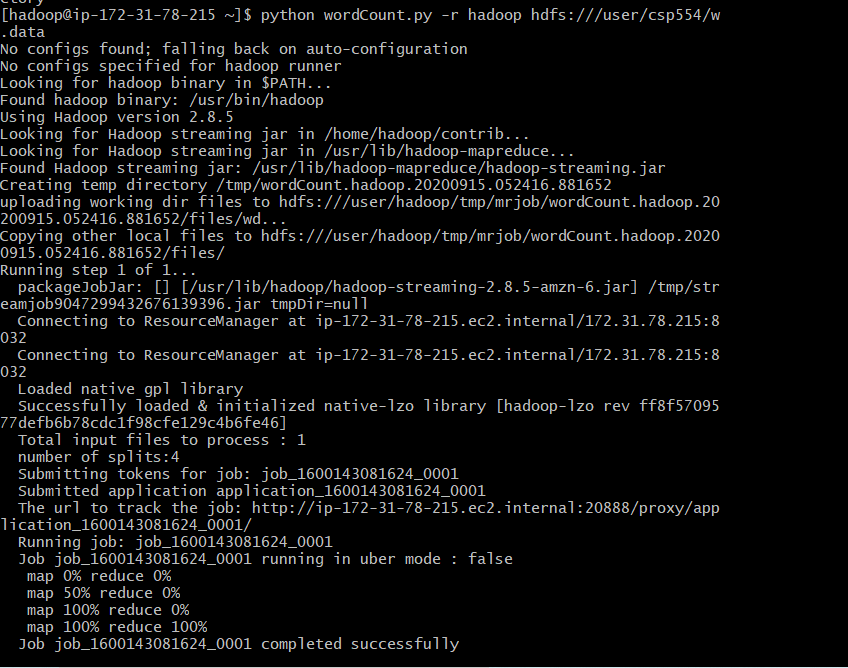 [hadoop@ip-172-31-78-215 ~]$ python wordCount.py -r hadoop hdfs:///user/csp554/w
.data
No configs found; falling back on auto-configuration
No configs specified for hadoop runner
Looking for hadoop binary in $PATH...
Found hadoop binary: /usr/bin/hadoop
Using Hadoop version 2.8.5
Looking for Hadoop streaming jar in /home/hadoop/contrib...
Looking for Hadoop streaming jar in /usr/lib/hadoop-mapreduce...
Found Hadoop streaming jar: /usr/lib/hadoop-mapreduce/hadoop-streaming.jar
Creating temp directory /tmp/wordCount.hadoop.20200915.052416.881652
uploading working dir files to hdfs:///user/hadoop/tmp/mrjob/wordCount.hadoop.20
200915.052416.881652/files/wd...
Copying other local files to hdfs:///user/hadoop/tmp/mrjob/wordCount.hadoop.2020
0915.052416.881652/files/
Running step 1 of 1...
  packageJobJar: [] [/usr/lib/hadoop/hadoop-streaming-2.8.5-amzn-6.jar] /tmp/str
eamjob9047299432676139396.jar tmpDir=null
  Connecting to ResourceManager at ip-172-31-78-215.ec2.internal/172.31.78.215:8
032
  Connecting to ResourceManager at ip-172-31-78-215.ec2.internal/172.31.78.215:8
032
  Loaded native gpl library
  Successfully loaded & initialized native-lzo library [hadoop-lzo rev ff8f57095
77defb6b78cdc1f98cfe129c4b6fe46]
  Total input files to process : 1
  number of splits:4
  Submitting tokens for job: job_1600143081624_0001
  Submitted application application_1600143081624_0001
  The url to track the job: http://ip-172-31-78-215.ec2.internal:20888/proxy/app
lication_1600143081624_0001/
  Running job: job_1600143081624_0001
  Job job_1600143081624_0001 running in uber mode : false
   map 0% reduce 0%
   map 50% reduce 0%
   map 100% reduce 0%
   map 100% reduce 100%
  Job job_1600143081624_0001 completed successfully